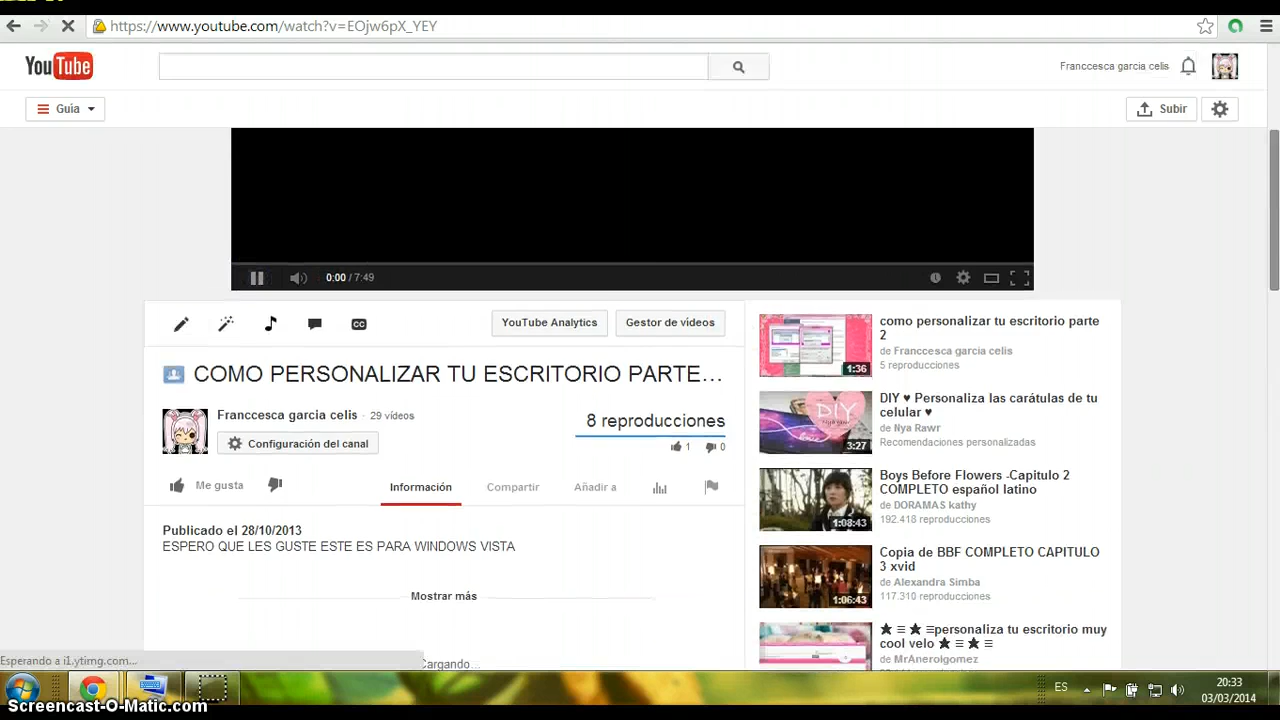 https://www.youtube.com/watch?v=EOjw6pX_YEY
YouTube
Franccesca garcia celis
Guía
Subir
0:00 / 7:49
CC
YouTube Analytics
Gestor de vídeos
COMO PERSONALIZAR TU ESCRITORIO PARTE...
Franccesca garcia celis - 29 vídeos
Configuración del canal
8 reproducciones
1 0
Me gusta
Información
Compartir
Añadir a
Publicado el 28/10/2013
ESPERO QUE LES GUSTE ESTE ES PARA WINDOWS VISTA
Mostrar más
Cargando...
como personalizar tu escritorio parte
2
de Franccesca garcia celis
5 reproducciones
1:36
DIY ♥ Personaliza las carátulas de tu
celular ♥
de Nya Rawr
Recomendaciones personalizadas
DIY
3:27
Boys Before Flowers -Capitulo 2
COMPLETO español latino
de DORAMAS kathy
192.418 reproducciones
1:08:43
Copia de BBF COMPLETO CAPITULO
3 xvid
de Alexandra Simba
117.310 reproducciones
1:06:43
★ ≡ ★ ≡personaliza tu escritorio muy
cool velo ★ ≡ ★ ≡
de MrAnerolgomez
Esperando a i1.ytimg.com...
ES
20:33
03/03/2014
Screencast-O-Matic.com